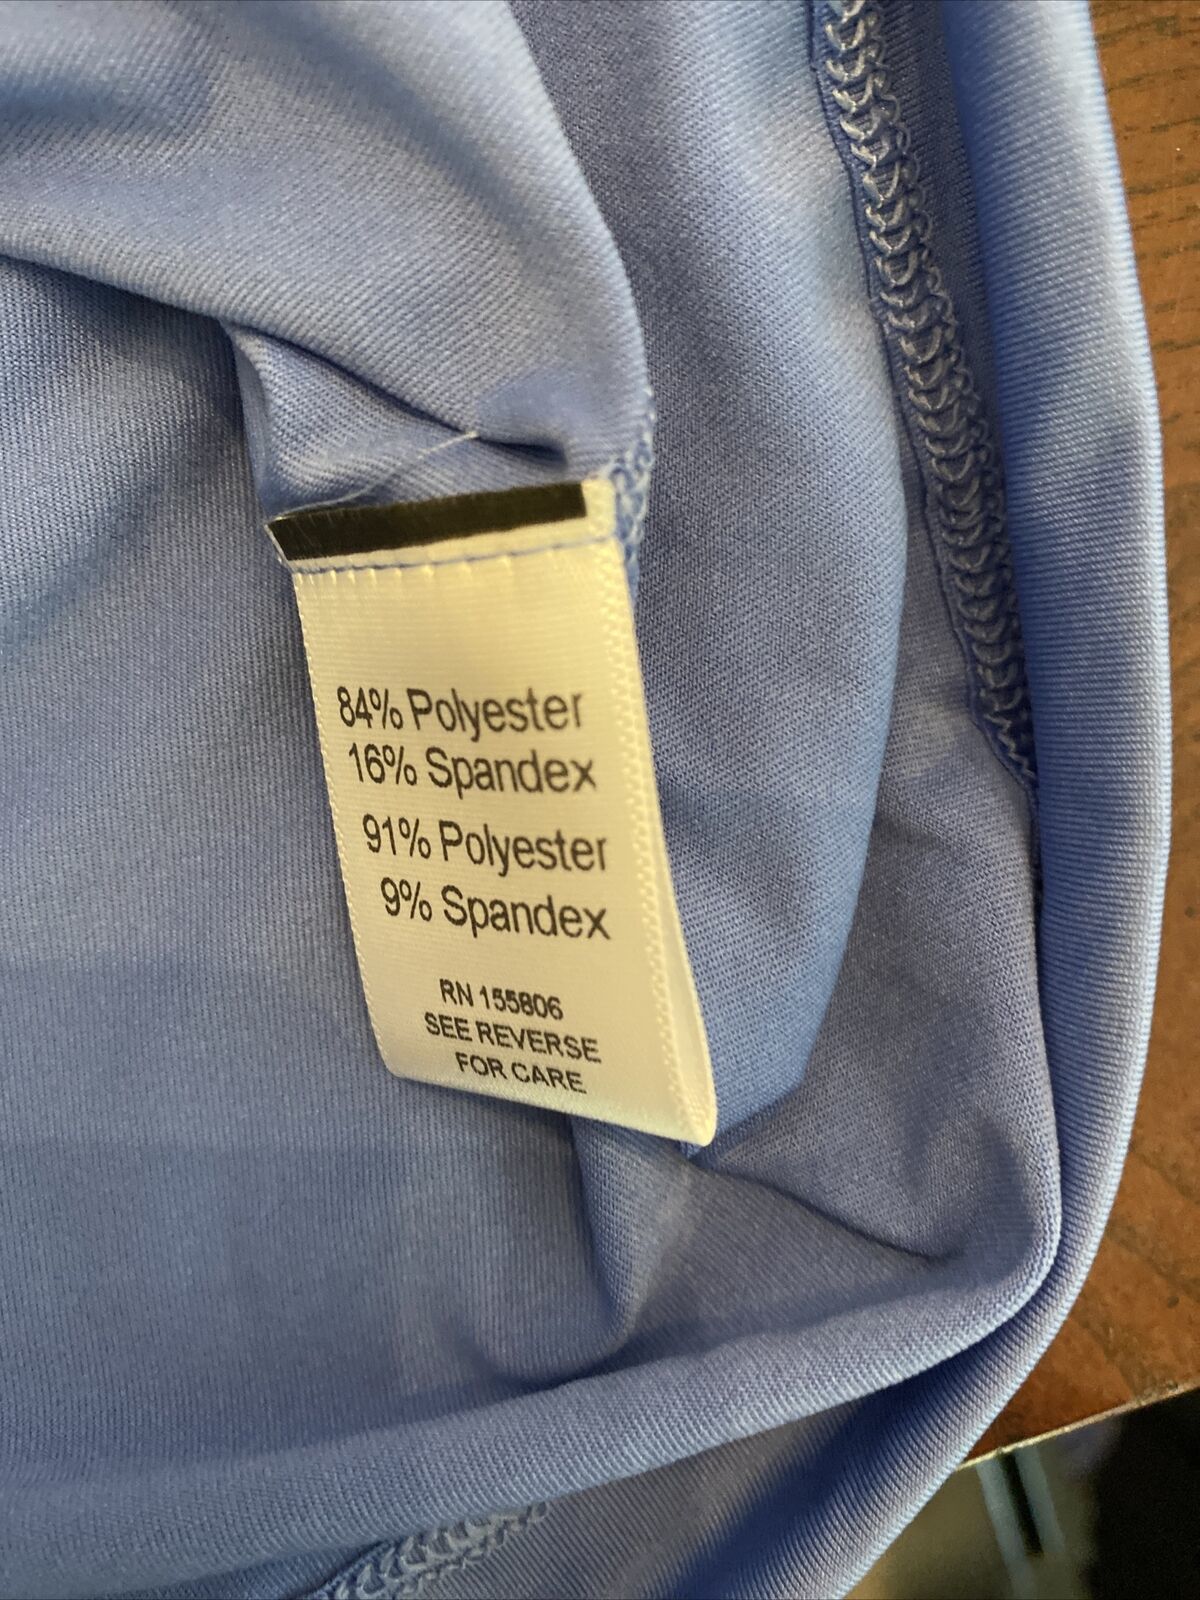 84% Polyester
16% Spandex
91% Polyester
9% Spandex
RN 155806
SEE REVERSE
FOR CARE